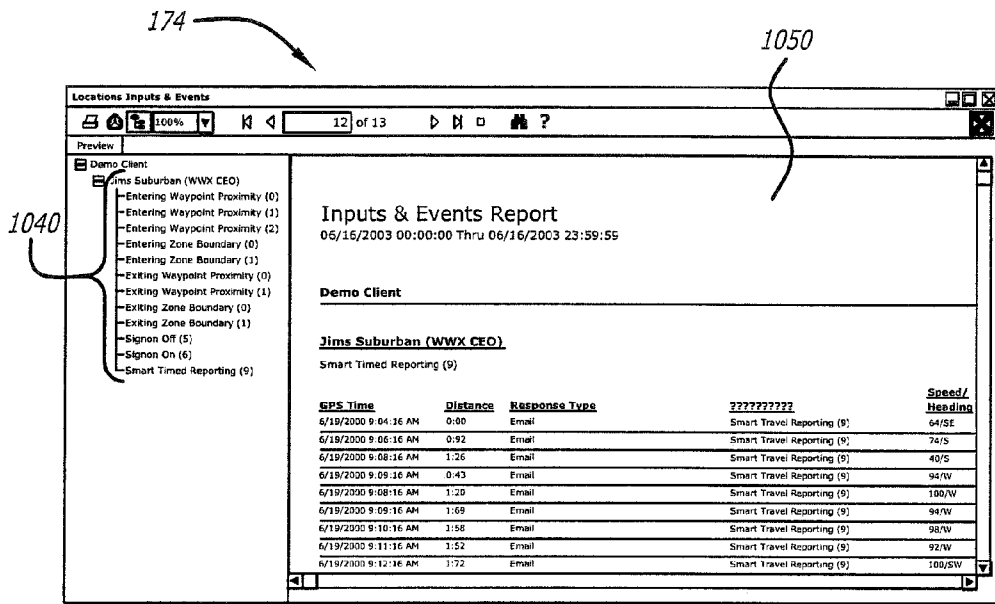 174
1050
Locations Inputs & Events
100%
12 of 13
?
Preview
Demo Client
Jims Suburban (WWX CEO)
Entering Waypoint Proximity (0)
Entering Waypoint Proximity (1)
Entering Waypoint Proximity (2)
Entering Zone Boundary (0)
Entering Zone Boundary (1)
Exiting Waypoint Proximity (0)
Exiting Waypoint Proximity (1)
Exiting Zone Boundary (0)
Exiting Zone Boundary (1)
Signon Off (5)
Signon On (6)
Smart Timed Reporting (9)
1040
Inputs & Events Report
06/16/2003 00:00:00 Thru 06/16/2003 23:59:59
Demo Client
Jims Suburban (WWX CEO)
Smart Timed Reporting (9)
GPS Time Distance Response Type ?????????? Speed/Heading
6/19/2000 9:04:16 AM 0:00 Email Smart Travel Reporting (9) 64/SE
6/19/2000 9:06:16 AM 0:92 Email Smart Travel Reporting (9) 74/S
6/19/2000 9:08:16 AM 1:26 Email Smart Travel Reporting (9) 40/S
6/19/2000 9:09:16 AM 0:43 Email Smart Travel Reporting (9) 94/W
6/19/2000 9:08:16 AM 1:20 Email Smart Travel Reporting (9) 100/W
6/19/2000 9:09:16 AM 1:69 Email Smart Travel Reporting (9) 94/W
6/19/2000 9:10:16 AM 1:58 Email Smart Travel Reporting (9) 98/W
6/19/2000 9:11:16 AM 1:52 Email Smart Travel Reporting (9) 92/W
6/19/2000 9:12:16 AM 1:72 Email Smart Travel Reporting (9) 100/SW